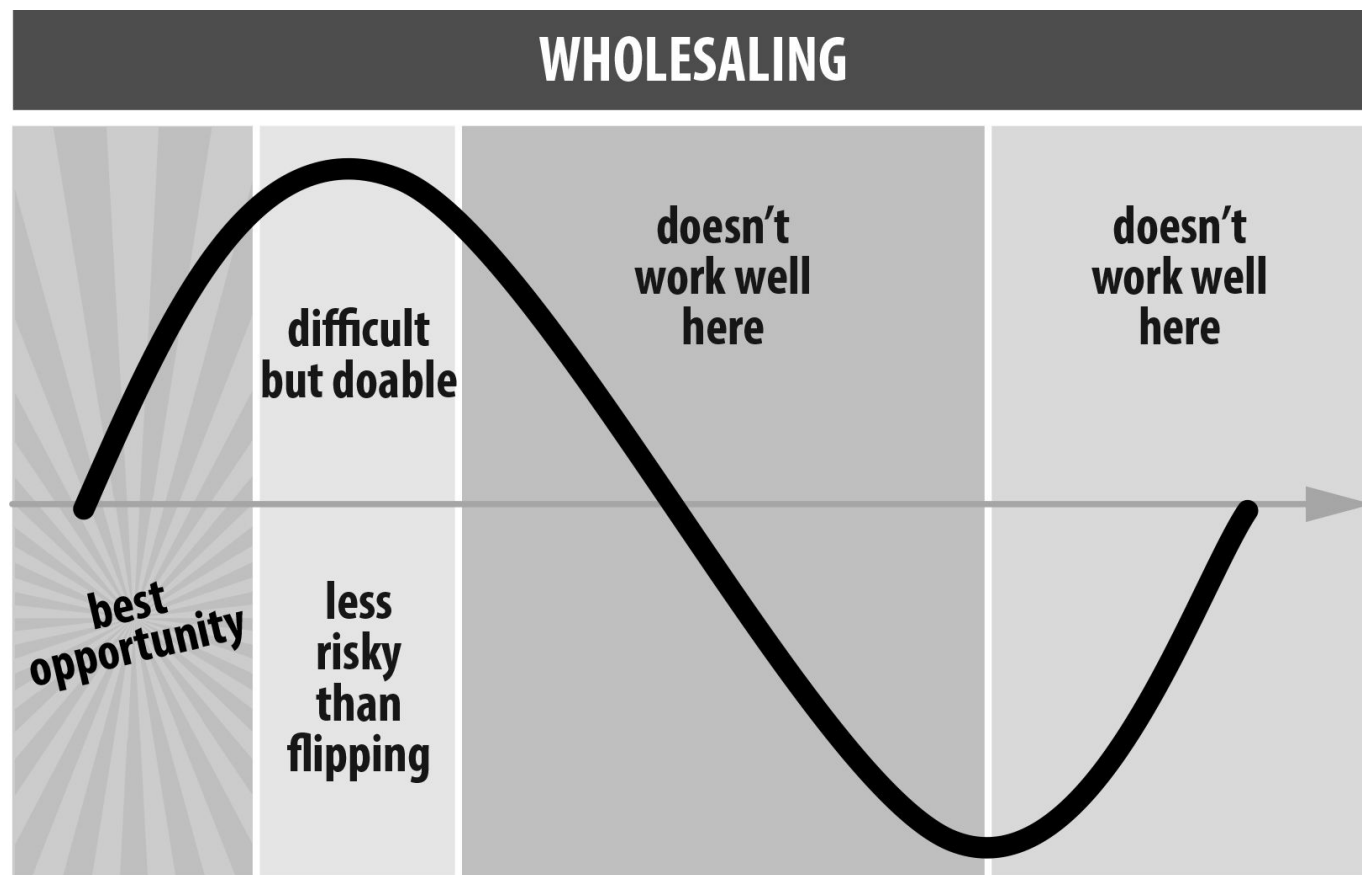 WHOLESALING
best
opportunity
difficult
but doable
less
risky
than
flipping
doesn’t
work well
here
doesn’t
work well
here